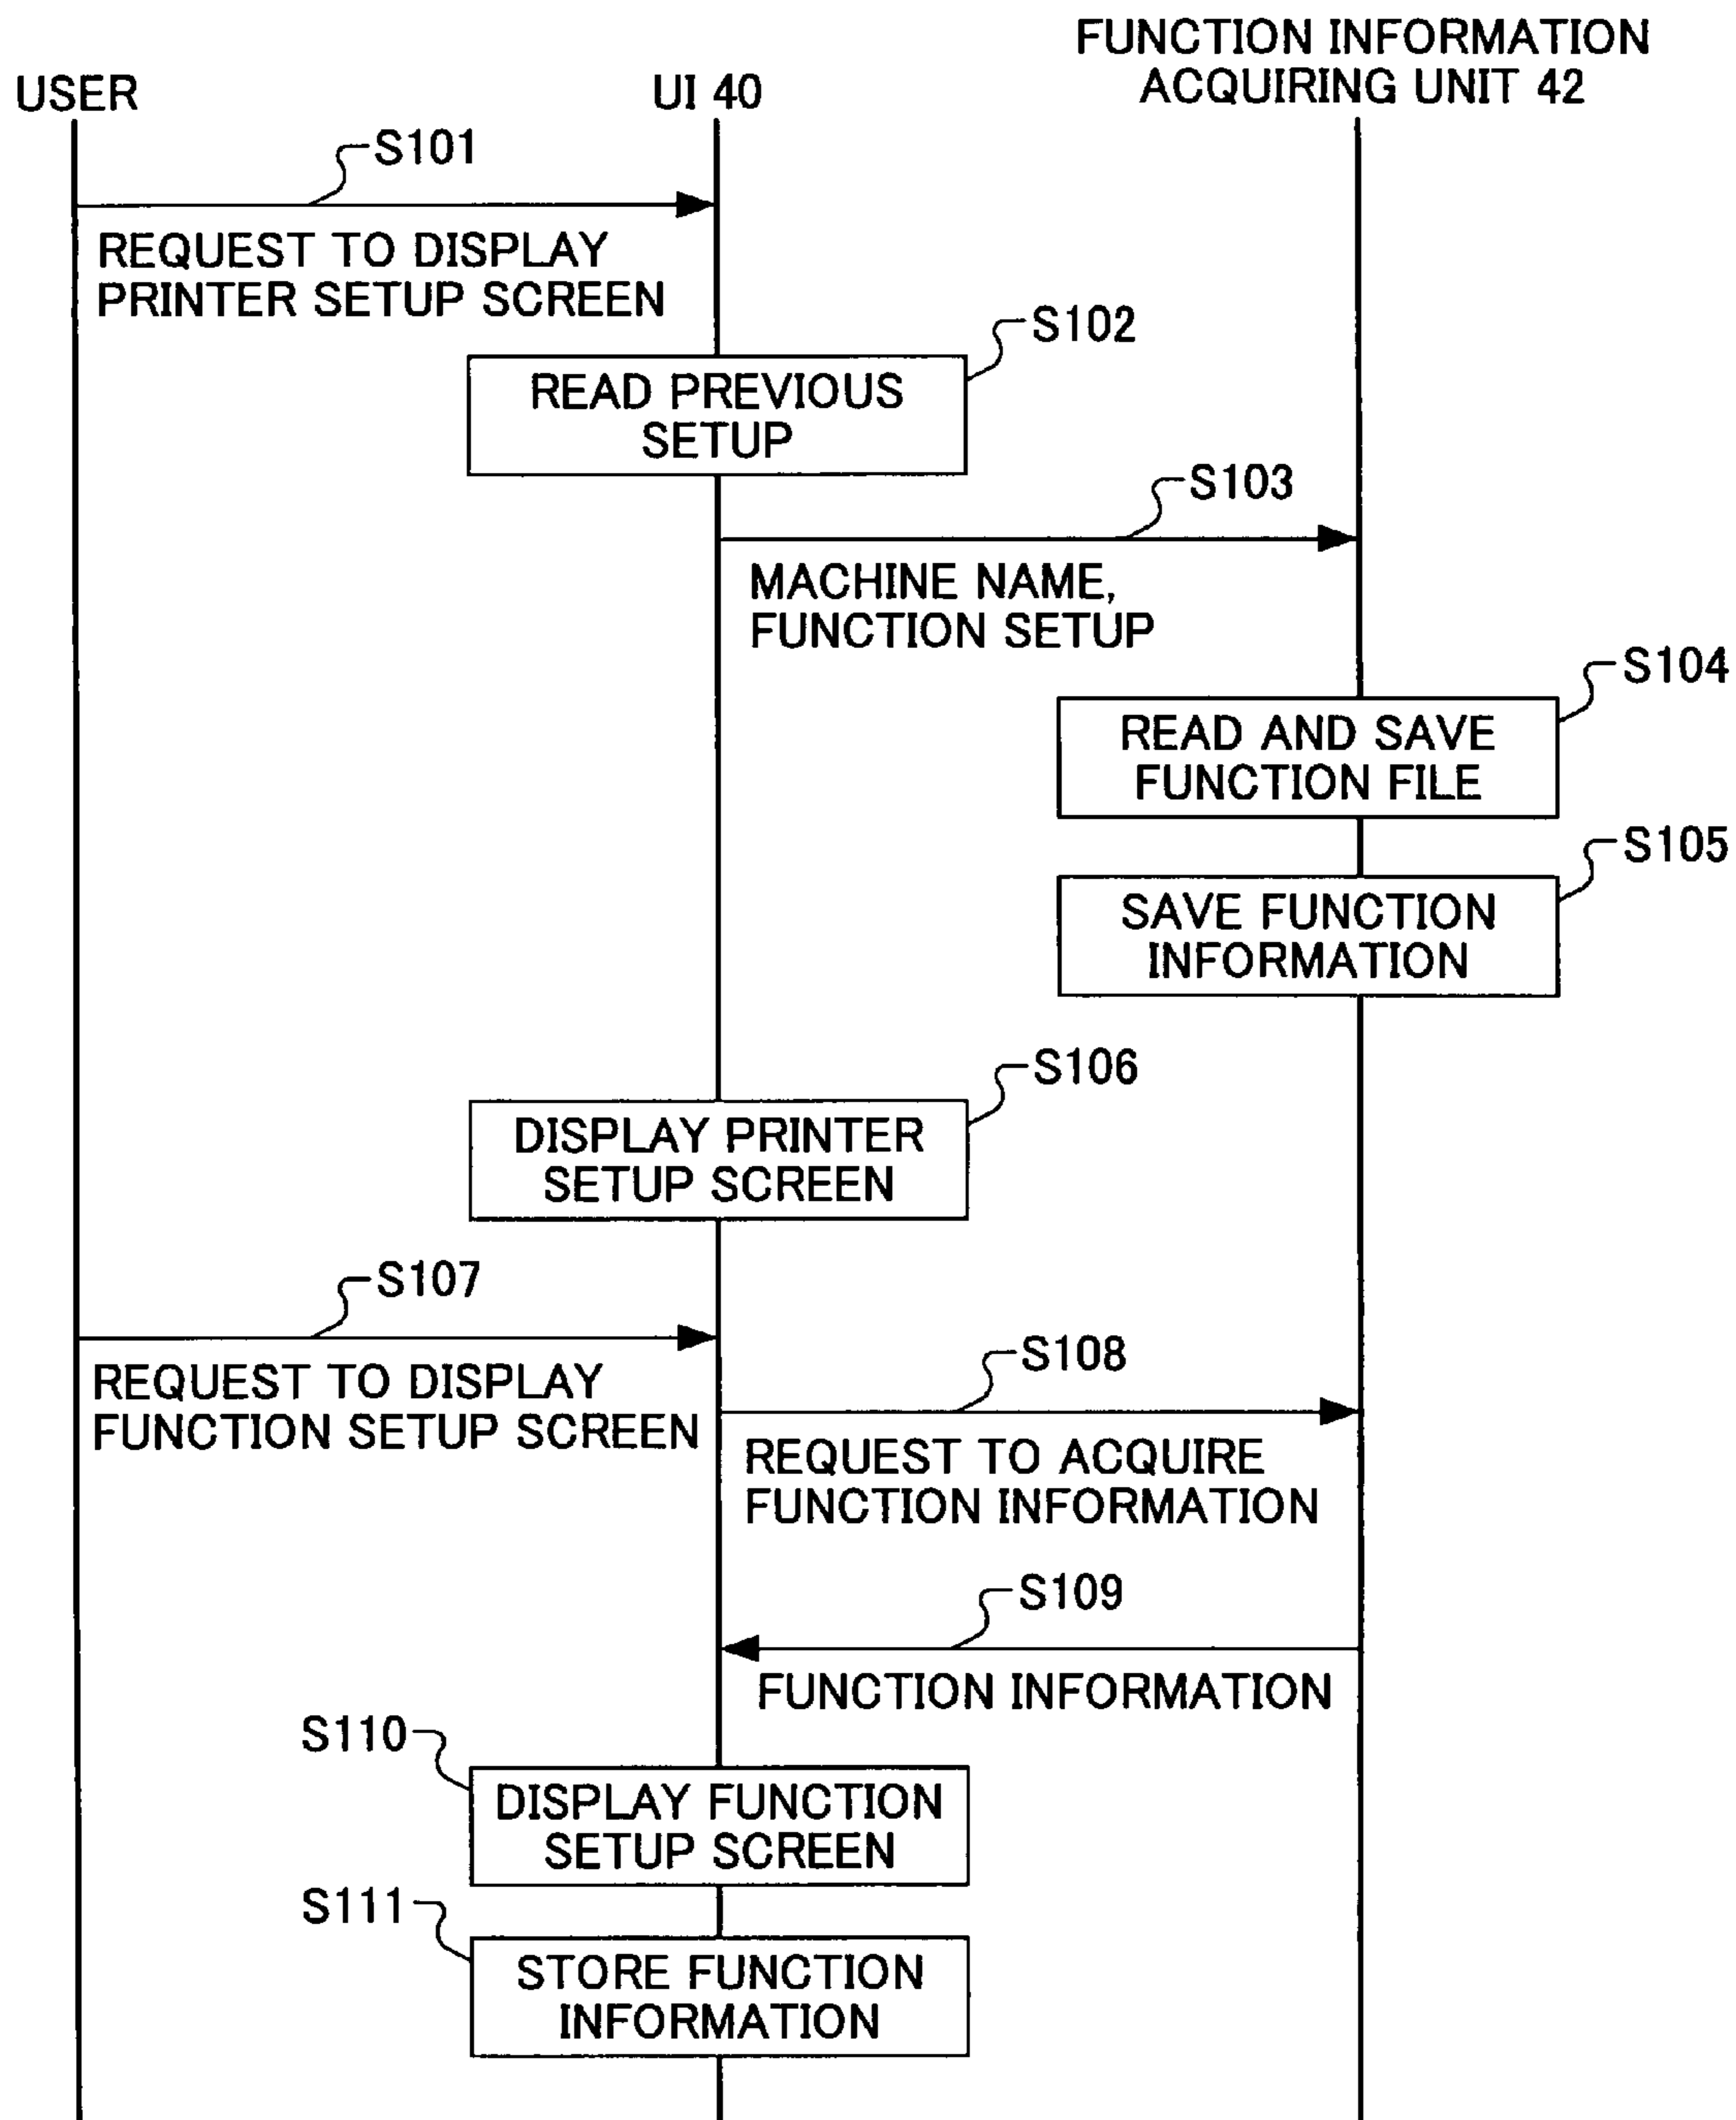 FUNCTION INFORMATION
ACQUIRING UNIT 42
USER
UI 40
S101
REQUEST TO DISPLAY
PRINTER SETUP SCREEN
S102
READ PREVIOUS
SETUP
S103
MACHINE NAME,
FUNCTION SETUP
S104
READ AND SAVE
FUNCTION FILE
S105
SAVE FUNCTION
INFORMATION
S106
DISPLAY PRINTER
SETUP SCREEN
S107
REQUEST TO DISPLAY
FUNCTION SETUP SCREEN
S108
REQUEST TO ACQUIRE
FUNCTION INFORMATION
S109
FUNCTION INFORMATION
S110
DISPLAY FUNCTION
SETUP SCREEN
S111
STORE FUNCTION
INFORMATION